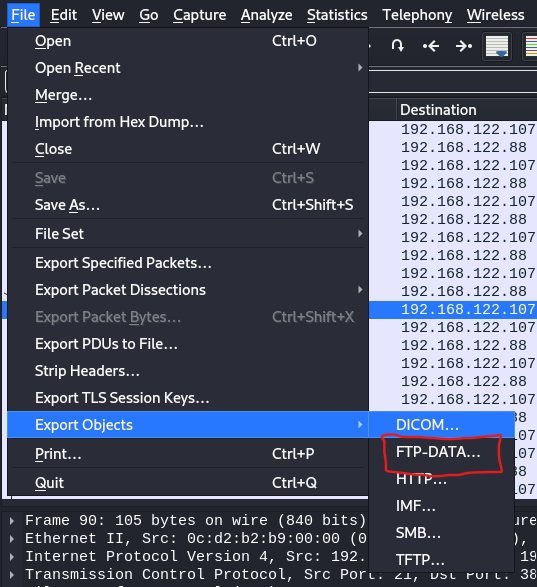 File Edit View Go Capture Analyze Statistics Telephony Wireless
Open Ctrl+O
Open Recent
Merge...
Import from Hex Dump...
Close Ctrl+W
Save Ctrl+S
Save As... Ctrl+Shift+S
File Set
Export Specified Packets...
Export Packet Dissections
Export Packet Bytes... Ctrl+Shift+X
Export PDUs to File...
Strip Headers...
Export TLS Session Keys...
Export Objects
Print... Ctrl+P
Quit Ctrl+Q
DICOM...
FTP-DATA...
HTTP...
IMF...
SMB...
TFTP...
Destination
192.168.122.107
192.168.122.88
192.168.122.107
192.168.122.88
192.168.122.107
192.168.122.88
192.168.122.107
192.168.122.107
192.168.122.88
192.168.122.88
192.168.122.107
192.168.122.107
192.168.122.88
192.168.122.107
192.168.122.107
Frame 90: 105 bytes on wire (840 bits)
Ethernet II, Src: 0c:d2:b2:b9:00:00 (0
Internet Protocol Version 4, Src: 192.
Transmission Control Protocol, Src Port: 21, Dst Port: 38